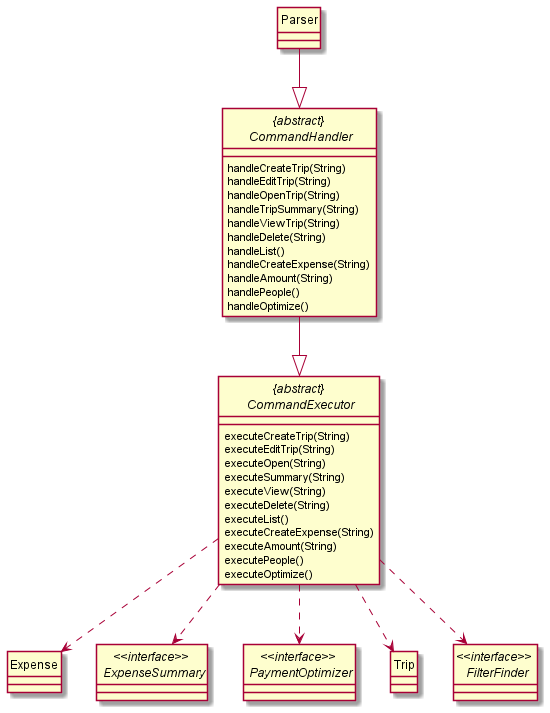 Parser
{abstract}
CommandHandler
handleCreateTrip(String)
handleEditTrip(String)
handleOpenTrip(String)
handleTripSummary(String)
handleViewTrip(String)
handleDelete(String)
handleList()
handleCreateExpense(String)
handleAmount(String)
handlePeople()
handleOptimize()
{abstract}
CommandExecutor
executeCreateTrip(String)
executeEditTrip(String)
executeOpen(String)
executeSummary(String)
executeView(String)
executeDelete(String)
executeList()
executeCreateExpense(String)
executeAmount(String)
executePeople()
executeOptimize()
Expense
<<interface>>
ExpenseSummary
<<interface>>
PaymentOptimizer
Trip
<<interface>>
FilterFinder